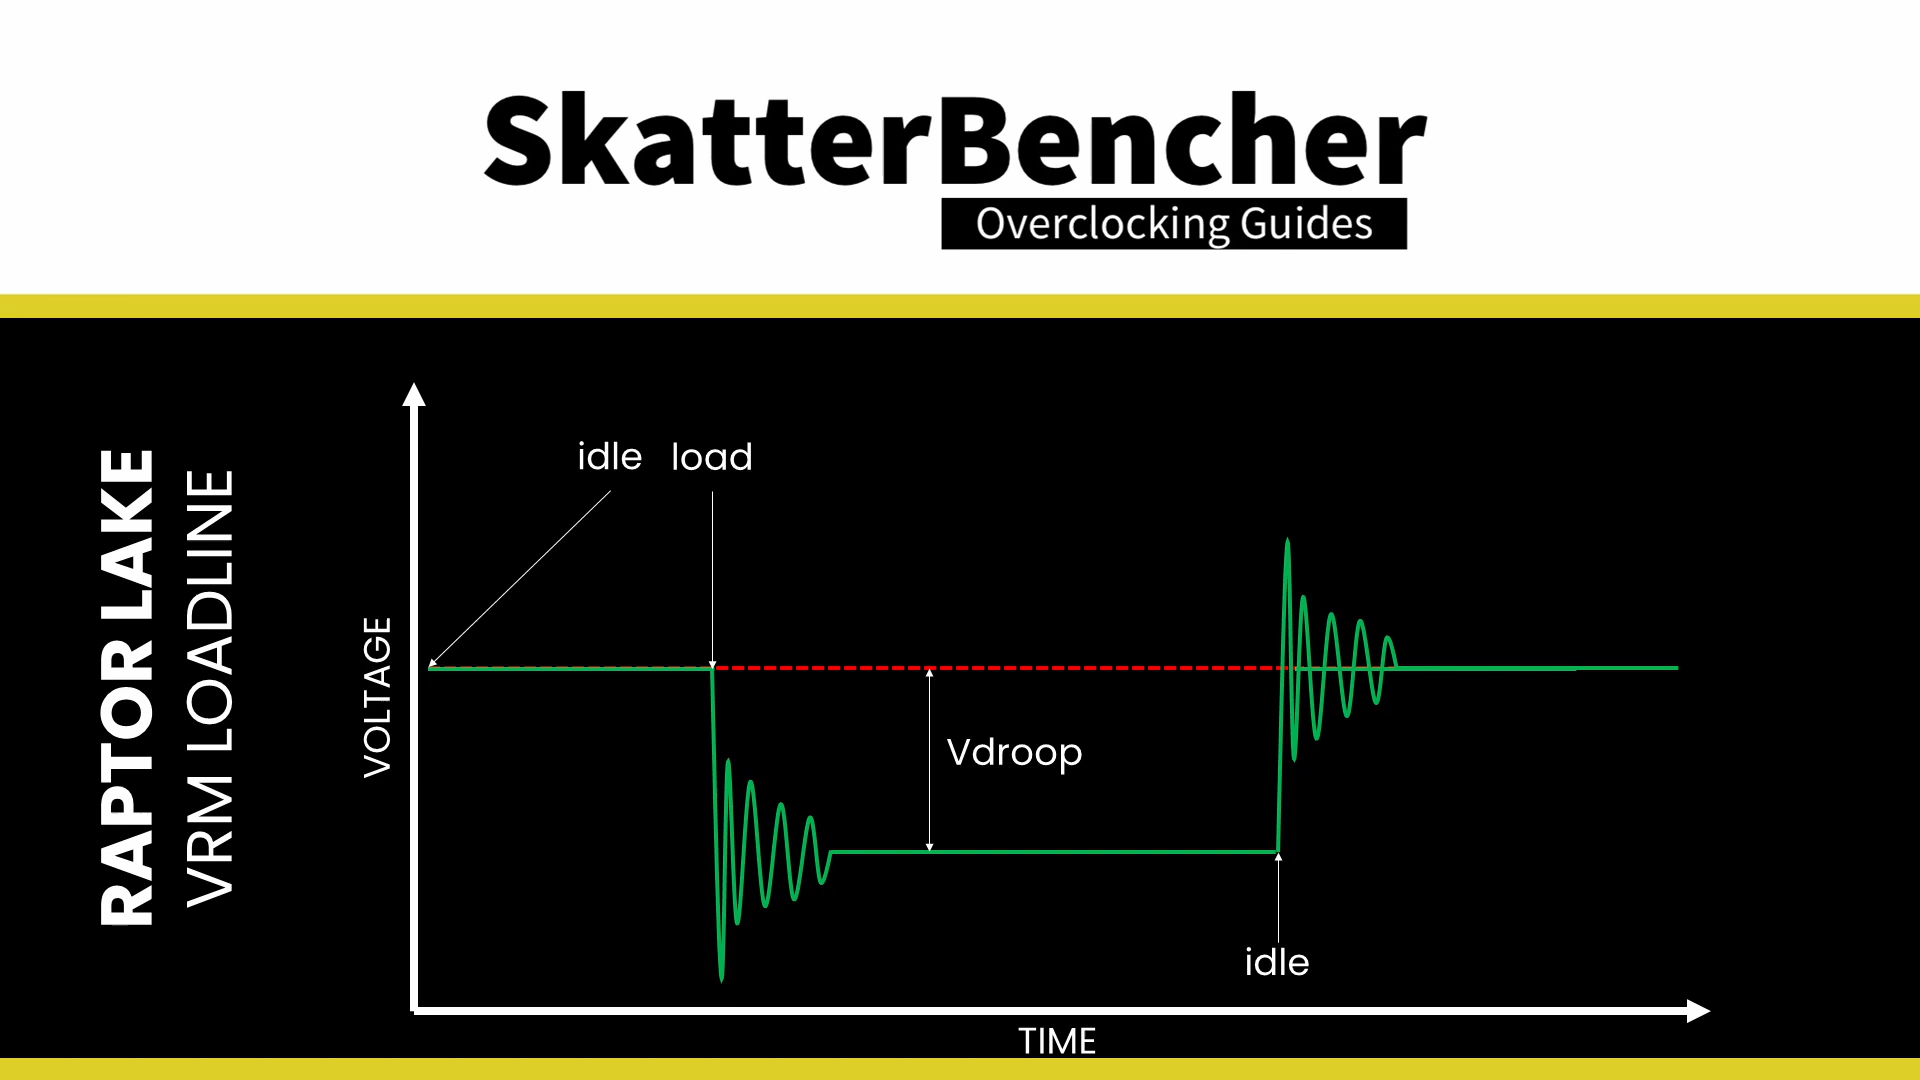 SkatterBencher
Overclocking Guides
RAPTOR LAKE
VRM LOADLINE
VOLTAGE
idle
load
Vdroop
idle
TIME